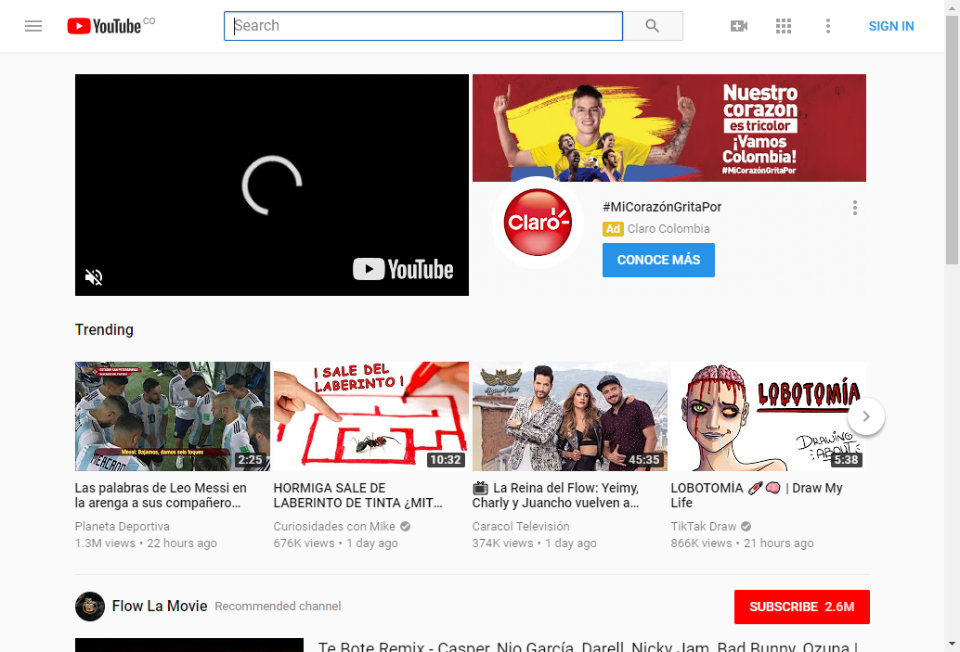 YouTube CO
Search
SIGN IN
Nuestro
corazón
es tricolor
¡Vamos
Colombia!
#MiCorazónGritaPor
YouTube
Claro
#MiCorazónGritaPor
Ad Claro Colombia
CONOCE MÁS
Trending
Messi: Bajamos, damos seis toques
2:25
¡ SALE DEL
LABERINTO !
10:32
45:35
LOBOTOMÍA
DRAWING
ABOUT
5:38
Las palabras de Leo Messi en
la arenga a sus compañero...
Planeta Deportiva
1.3M views • 22 hours ago
HORMIGA SALE DE
LABERINTO DE TINTA ¿MIT...
Curiosidades con Mike
676K views • 1 day ago
La Reina del Flow: Yeimy,
Charly y Juancho vuelven a...
Caracol Televisión
374K views • 1 day ago
LOBOTOMÍA | Draw My
Life
TikTak Draw
866K views • 21 hours ago
Flow La Movie Recommended channel
SUBSCRIBE 2.6M
Te Bote Remix - Casper, Nio García, Darell, Nicky Jam, Bad Bunny, Ozuna |